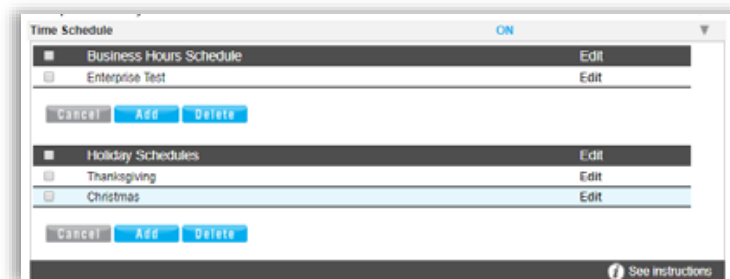 Time Schedule ON
Business Hours Schedule Edit
Enterprise Test Edit
Cancel Add Delete
Holiday Schedules Edit
Thanksgiving Edit
Christmas Edit
Cancel Add Delete
See instructions